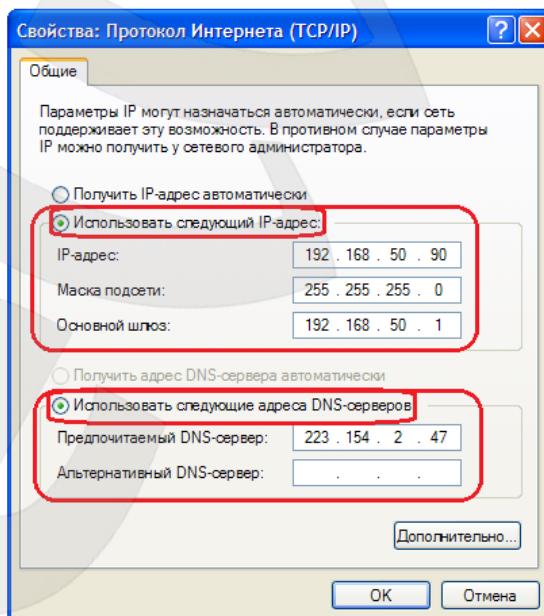 Свойства: Протокол Интернета (TCP/IP)
Общие
Параметры IP могут назначаться автоматически, если сеть
поддерживает эту возможность. В противном случае параметры
IP можно получить у сетевого администратора.
Получить IP-адрес автоматически
Использовать следующий IP-адрес:
IP-адрес: 192 . 168 . 50 . 90
Маска подсети: 255 . 255 . 255 . 0
Основной шлюз: 192 . 168 . 50 . 1
Получить адрес DNS-сервера автоматически
Использовать следующие адреса DNS-серверов
Предпочитаемый DNS-сервер: 223 . 154 . 2 . 47
Альтернативный DNS-сервер: . . .
Дополнительно...
OK Отмена